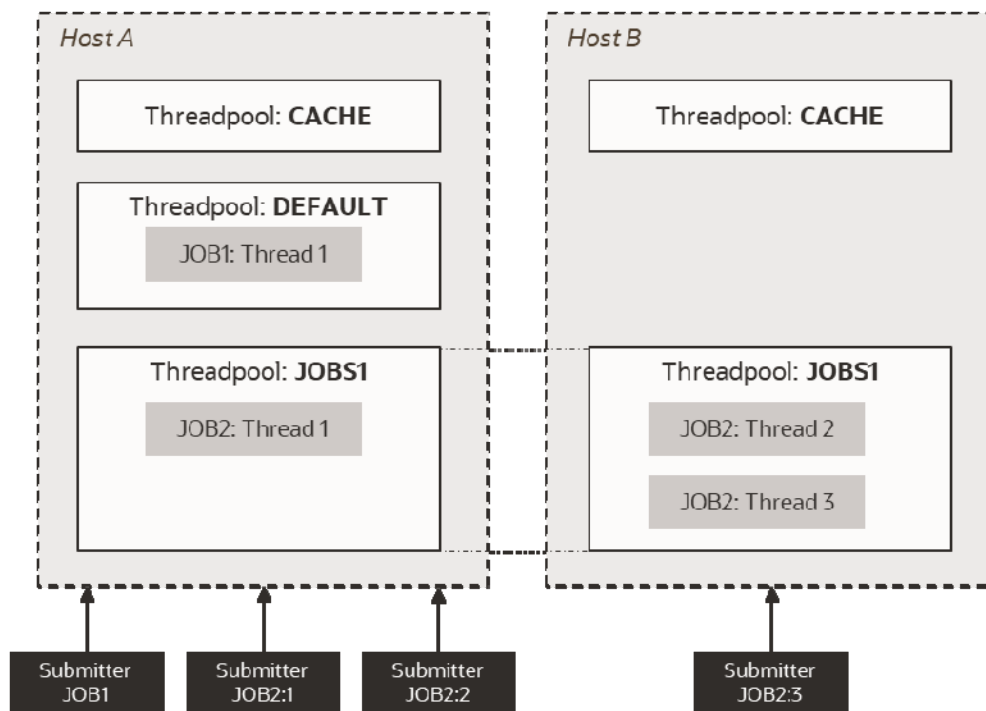 Host A
Threadpool: CACHE
Threadpool: DEFAULT
JOB1: Thread 1
Threadpool: JOBS1
JOB2: Thread 1
Host B
Threadpool: CACHE
Threadpool: JOBS1
JOB2: Thread 2
JOB2: Thread 3
Submitter
JOB1
Submitter
JOB2:1
Submitter
JOB2:2
Submitter
JOB2:3